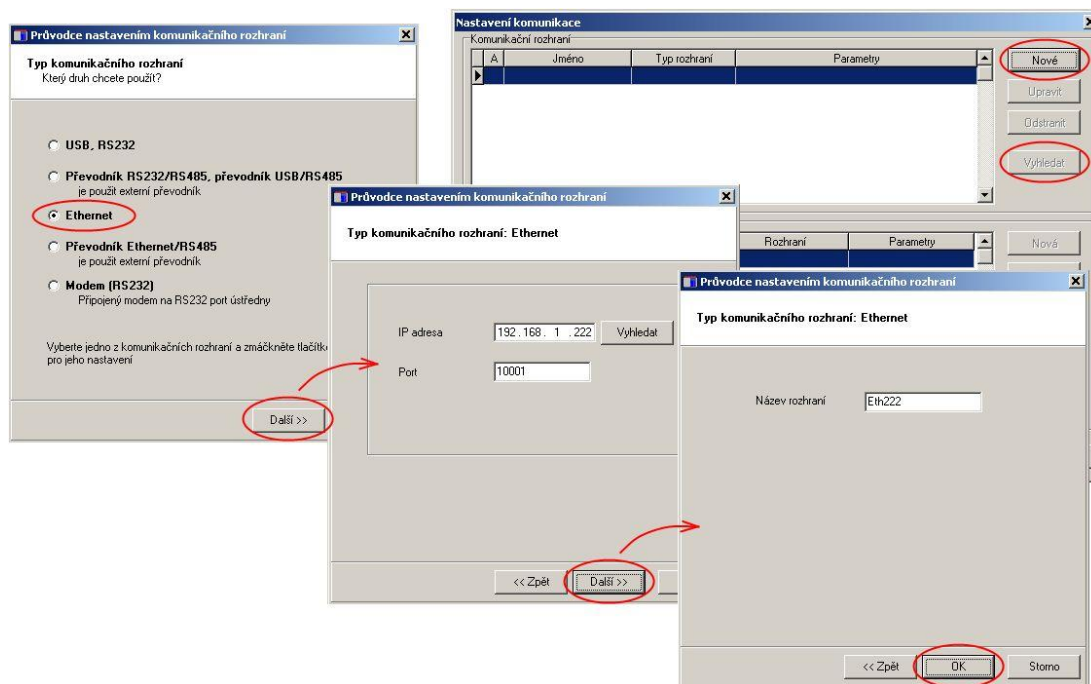 Průvodce nastavením komunikačního rozhraní
Typ komunikačního rozhraní
Který druh chcete použít?
USB, RS232
Převodník RS232/RS485, převodník USB/RS485
je použit externí převodník
Ethernet
Převodník Ethernet/RS485
je použit externí převodník
Modem (RS232)
Připojený modem na RS232 port ústředny
Vyberte jedno z komunikačních rozhraní a zmáčkněte tlačítko
pro jeho nastavení
Další >>
Nastavení komunikace
Komunikační rozhraní
A Jméno Typ rozhraní Parametry
Nové
Upravit
Odstranit
Vyhledat
Rozhraní Parametry
Nová
Průvodce nastavením komunikačního rozhraní
Typ komunikačního rozhraní: Ethernet
IP adresa 192.168. 1 .222 Vyhledat
Port 10001
<< Zpět Další >>
Průvodce nastavením komunikačního rozhraní
Typ komunikačního rozhraní: Ethernet
Název rozhraní Eth222
<< Zpět OK Storno